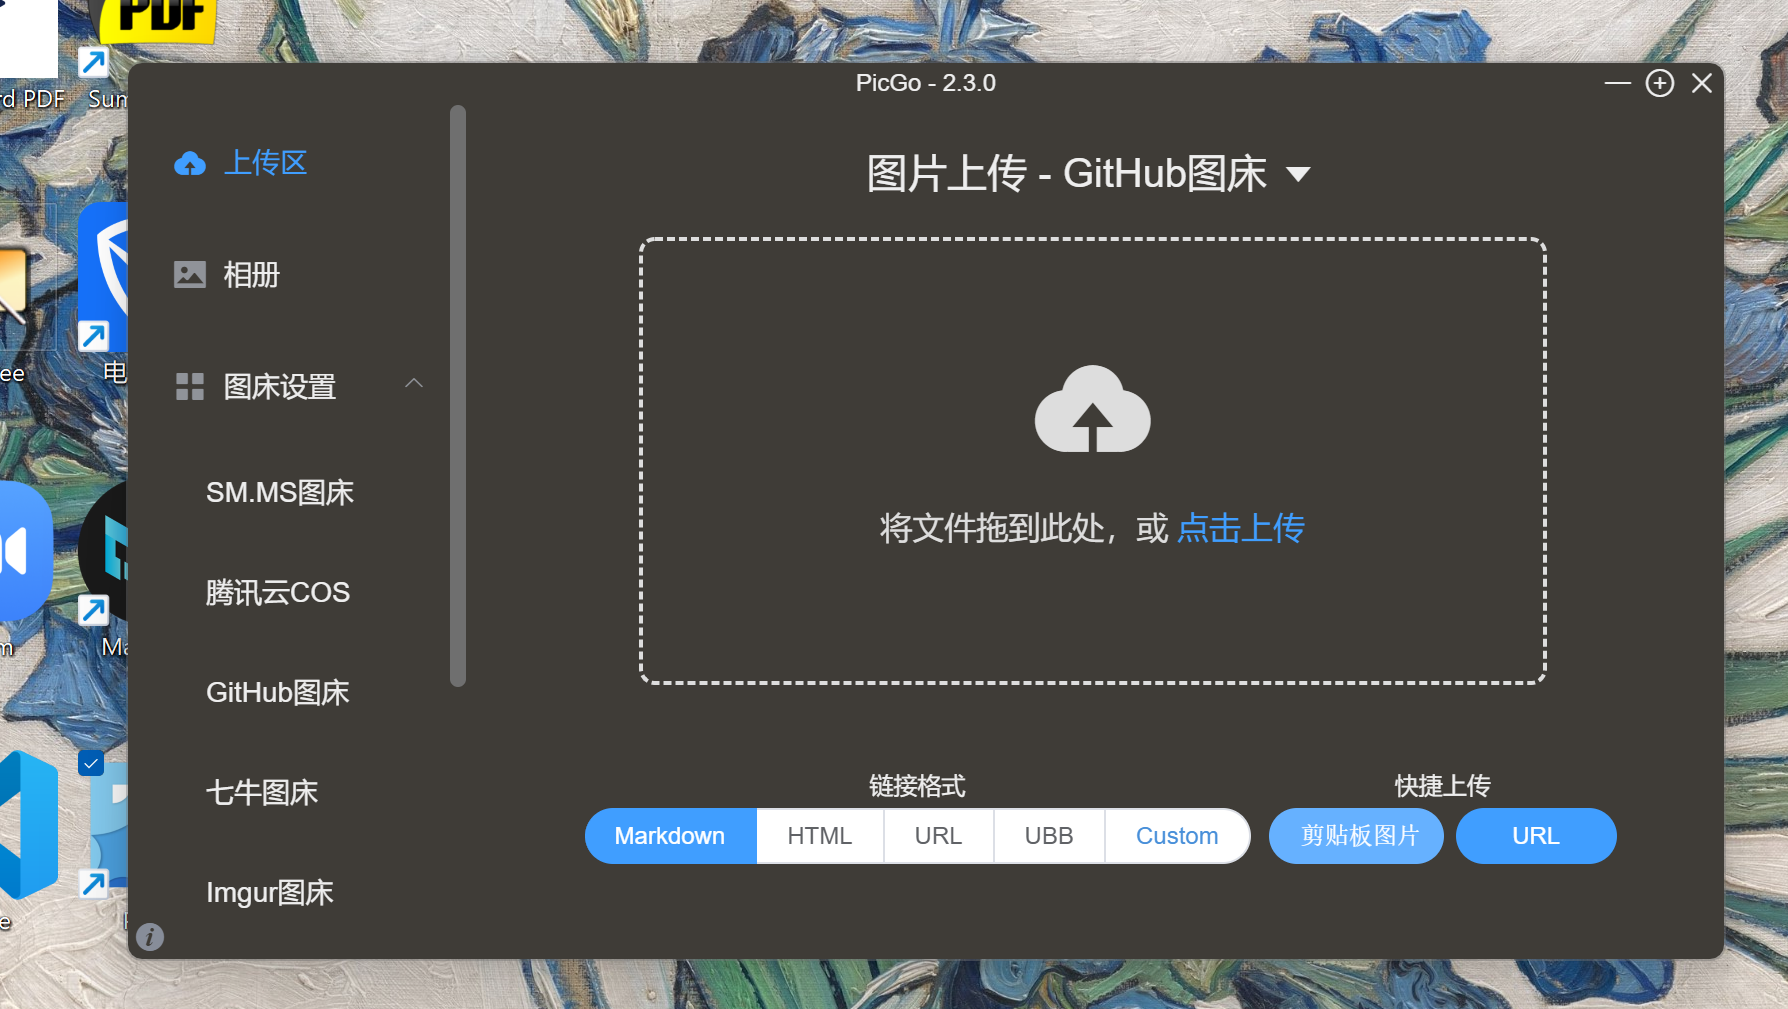 PDF
rd PDF
Sum
PicGo - 2.3.0
上传区
相册
图床设置
SM.MS图床
腾讯云COS
GitHub图床
七牛图床
Imgur图床
图片上传 - GitHub图床
将文件拖到此处，或 点击上传
链接格式
Markdown
HTML
URL
UBB
Custom
快捷上传
剪贴板图片
URL
ee
电
m
Ma
e